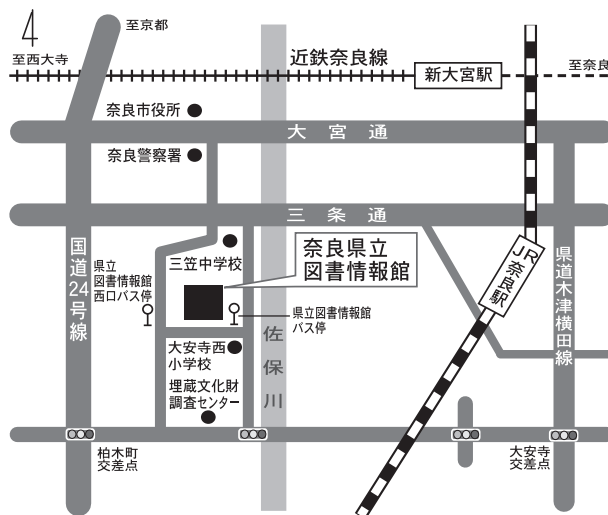 至京都
至西大寺
近鉄奈良線
新大宮駅
至奈良
奈良市役所
大宮通
奈良警察署
三条通
国道24号線
県立
図書情報館
西口バス停
三笠中学校
奈良県立
図書情報館
JR奈良駅
県道木津横田線
県立図書情報館
バス停
大安寺西
小学校
佐保川
埋蔵文化財
調査センター
柏木町
交差点
大安寺
交差点